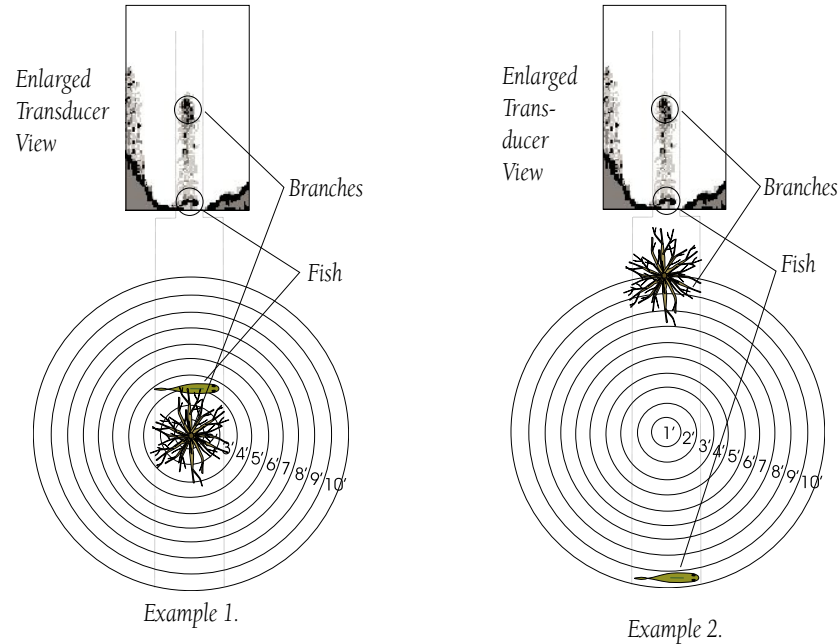 Enlarged
Transducer
View
Branches
Fish
3' 4' 5' 6' 7 8' 9' 10'
Example 1.
Enlarged
Trans-
ducer
View
Branches
Fish
1' 2' 3' 4' 5' 6' 7 8' 9' 10'
Example 2.